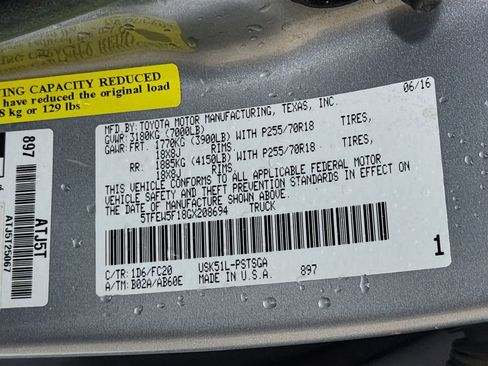 ING CAPACITY REDUCED
have reduced the original load
8 kg or 129 lbs
897
ATJ5T
ATJ5T25067
06/16
MFD.BY: TOYOTA MOTOR MANUFACTURING, TEXAS, INC.
GVWR: 3180KG (7000LB)
GAWR: FRT. 1770KG (3900LB) WITH P255/70R18 TIRES,
18X8J RIMS
RR. 1885KG (4150LB) WITH P255/70R18 TIRES,
18X8J RIMS
THIS VEHICLE CONFORMS TO ALL APPLICABLE FEDERAL MOTOR
VEHICLE SAFETY AND THEFT PREVENTION STANDARDS IN EFFECT ON
THE DATE OF MANUFACTURE SHOWN ABOVE.
5TFEW5F18GX208694 TRUCK
C/TR: 1D6/FC20 USK51L-PSTSGA
A/TM: B02A/AB60E MADE IN U.S.A. 897
1